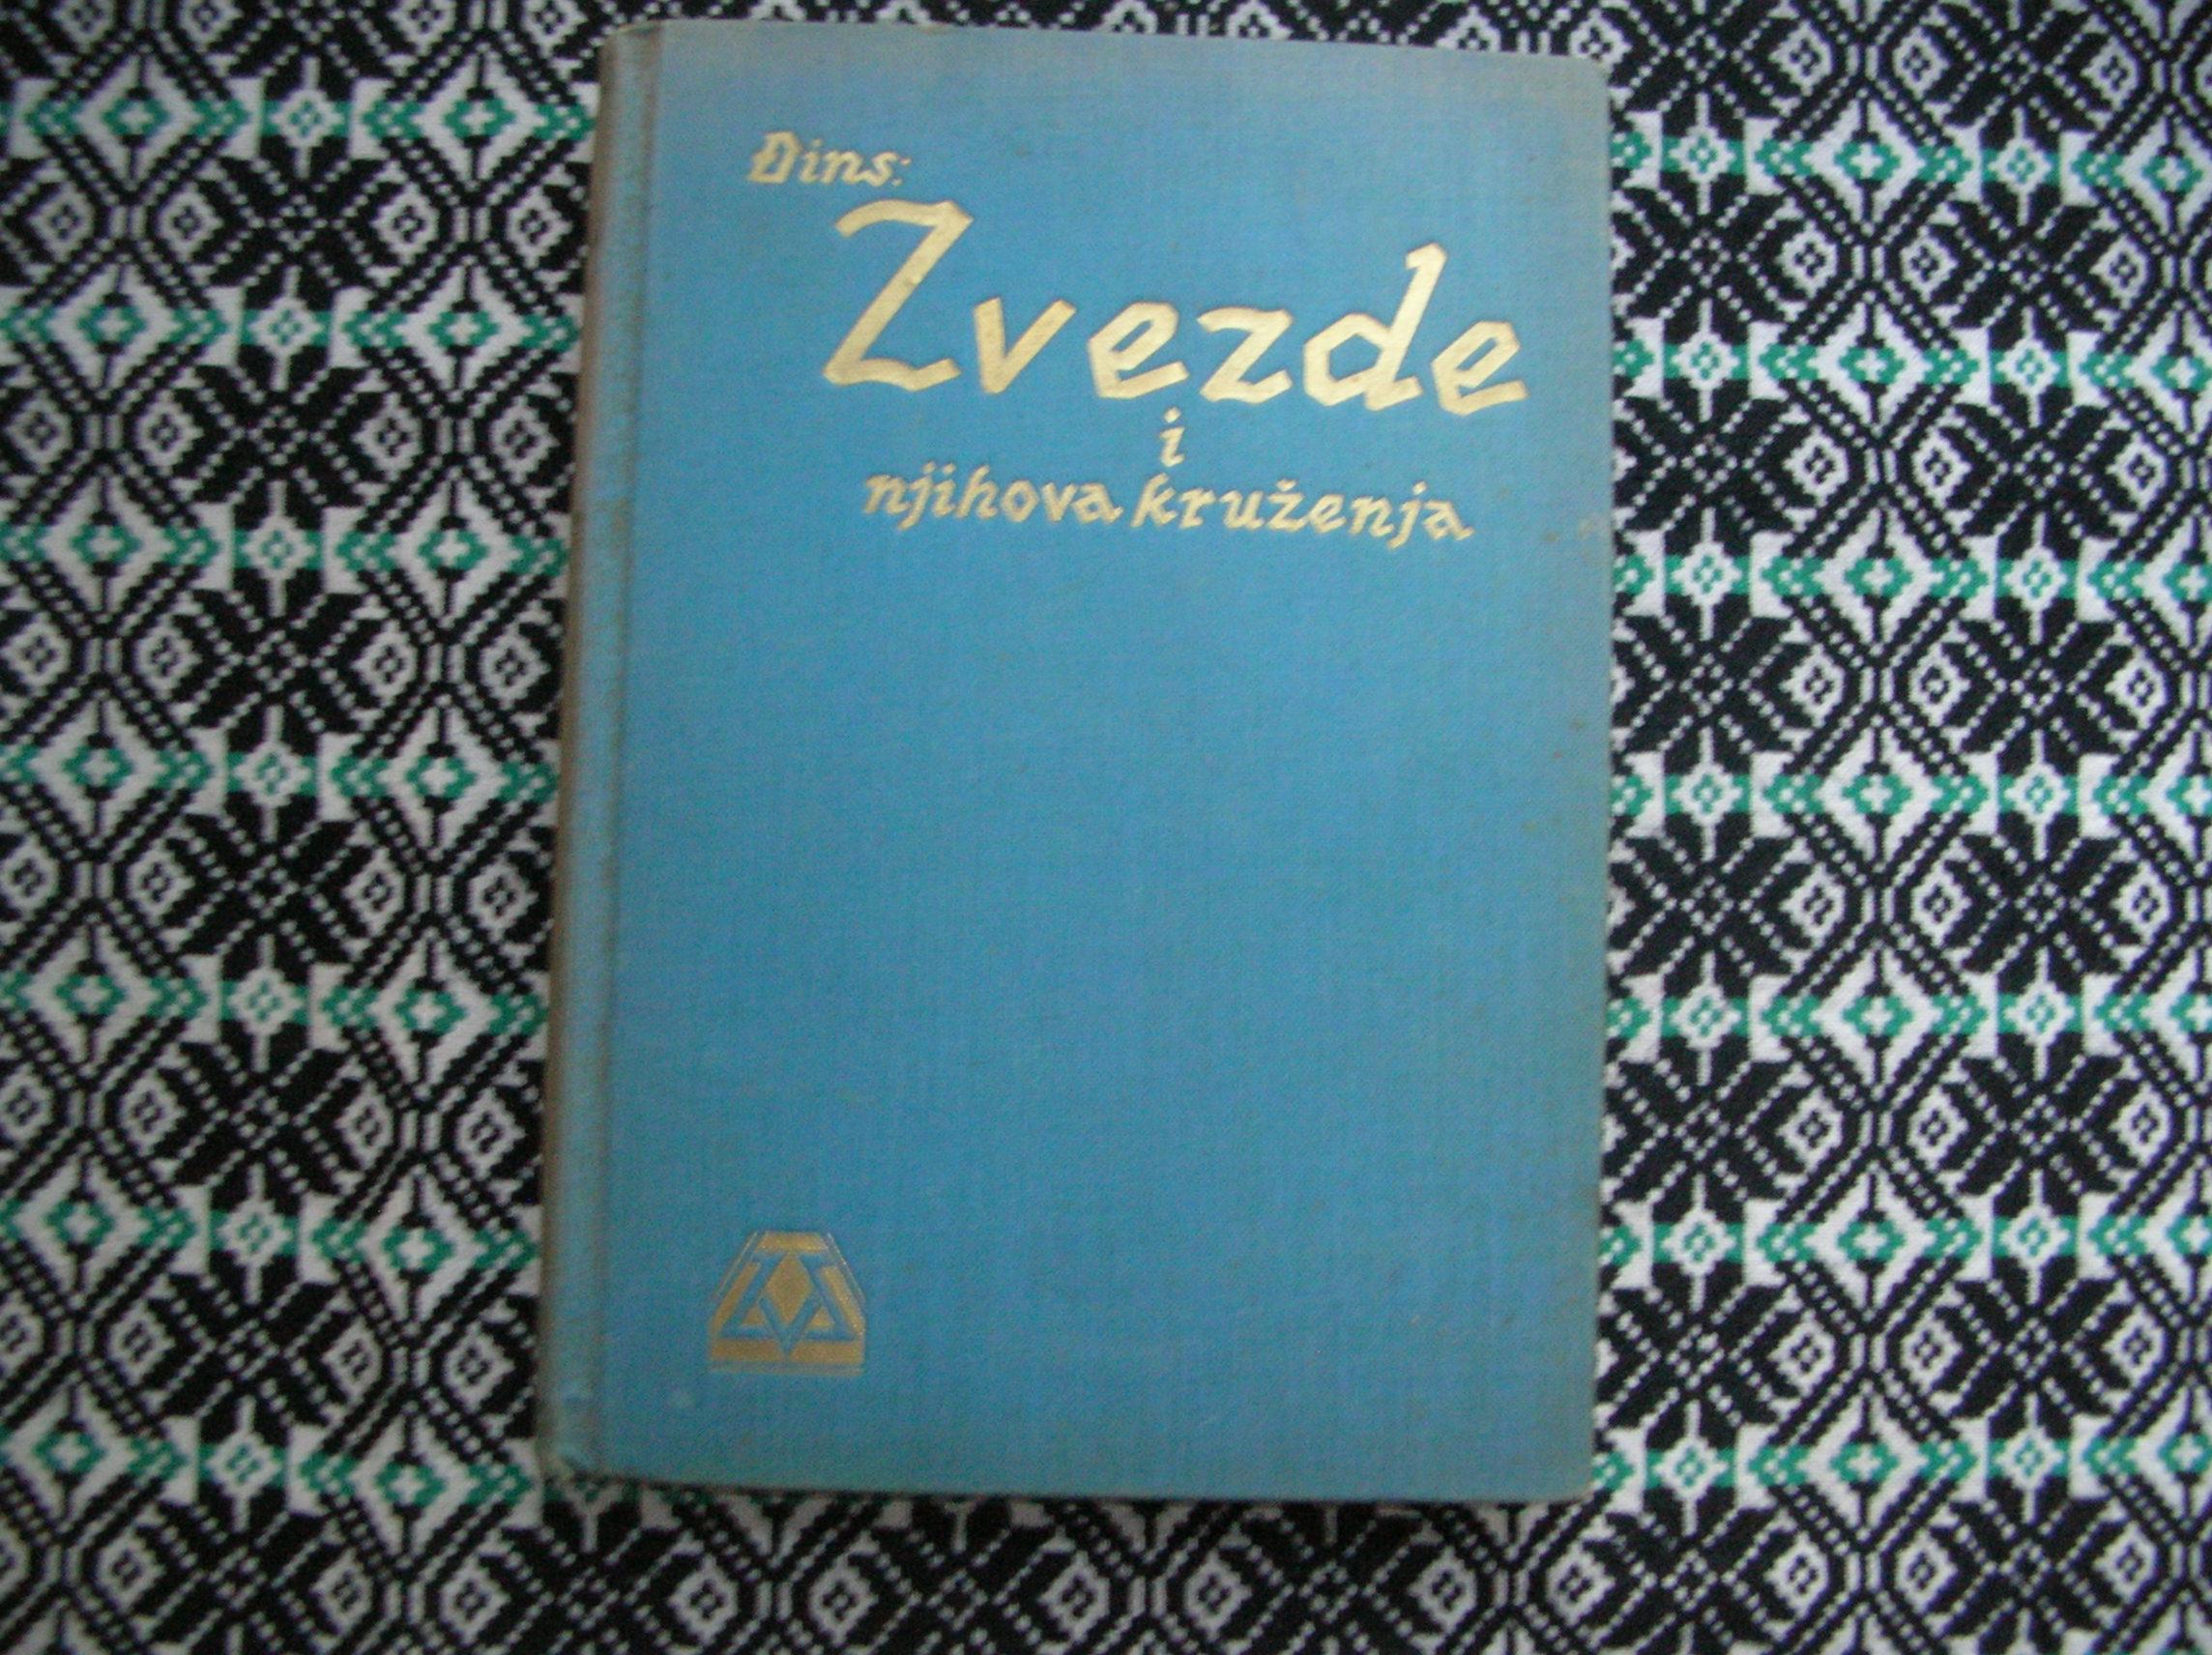 Đins:
Zvezde
i
njihova kruženja